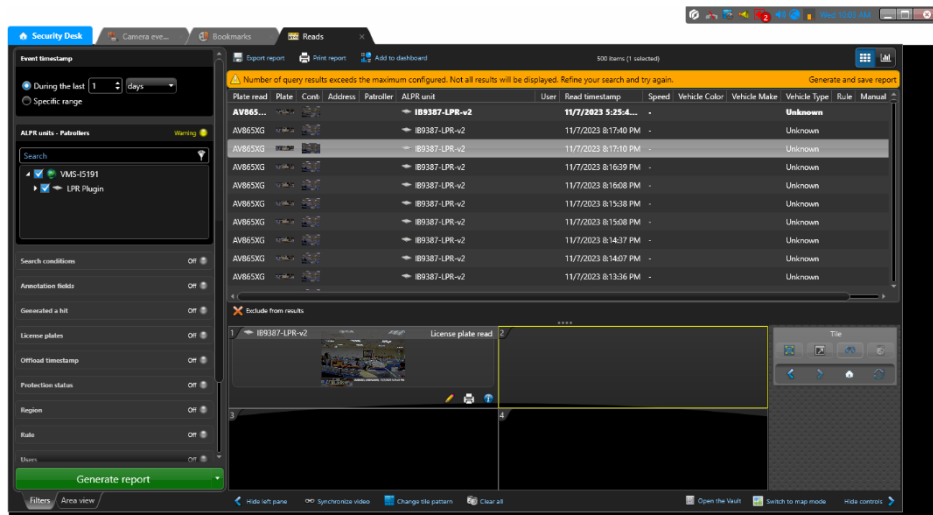 Security Desk
Camera eve...
Bookmarks
Reads
Event timestamp
During the last 1 days
Specific range
ALPR units - Patrollers Warning
Search
VMS-I5191
LPR Plugin
Search conditions Off
Annotation fields Off
Generated a hit Off
License plates Off
Offload timestamp Off
Protection status Off
Region Off
Rule Off
Users Off
Generate report
Filters Area view
Export report Print report Add to dashboard 500 items (1 selected)
Number of query results exceeds the maximum configured. Not all results will be displayed. Refine your search and try again. Generate and save report
Plate read Plate Cont Address Patroller ALPR unit User Read timestamp Speed Vehicle Color Vehicle Make Vehicle Type Rule Manual
AV865... IB9387-LPR-v2 11/7/2023 5:25:4... - Unknown
AV865XG IB9387-LPR-v2 11/7/2023 8:17:40 PM - Unknown
AV865XG IB9387-LPR-v2 11/7/2023 8:17:10 PM - Unknown
AV865XG IB9387-LPR-v2 11/7/2023 8:16:39 PM - Unknown
AV865XG IB9387-LPR-v2 11/7/2023 8:16:08 PM - Unknown
AV865XG IB9387-LPR-v2 11/7/2023 8:15:38 PM - Unknown
AV865XG IB9387-LPR-v2 11/7/2023 8:15:08 PM - Unknown
AV865XG IB9387-LPR-v2 11/7/2023 8:14:37 PM - Unknown
AV865XG IB9387-LPR-v2 11/7/2023 8:14:07 PM - Unknown
AV865XG IB9387-LPR-v2 11/7/2023 8:13:36 PM - Unknown
Exclude from results
1 IB9387-LPR-v2 License plate read 2
3 4
Tile
Hide left pane Synchronize video Change tile pattern Clear all Open the Vault Switch to map mode Hide controls